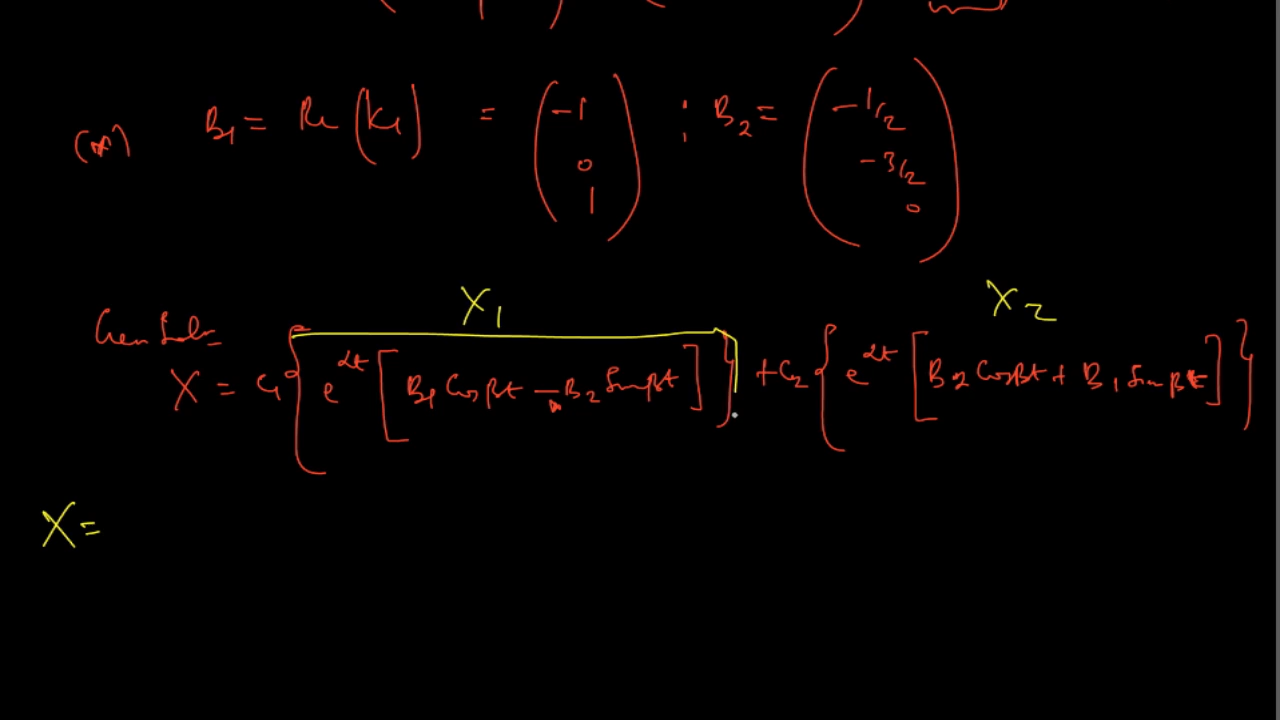 (*) B₁ = Re (K₁) = (-1 0 1) ; B₂ = (-1/2 -3/2 0)
X₁ X₂
Gen Soln
X = C₁ { e^αt [ B₁ Cos βt - B₂ Sin βt ] } + C₂ { e^αt [ B₂ Cos βt + B₁ Sin βt ] }
X =